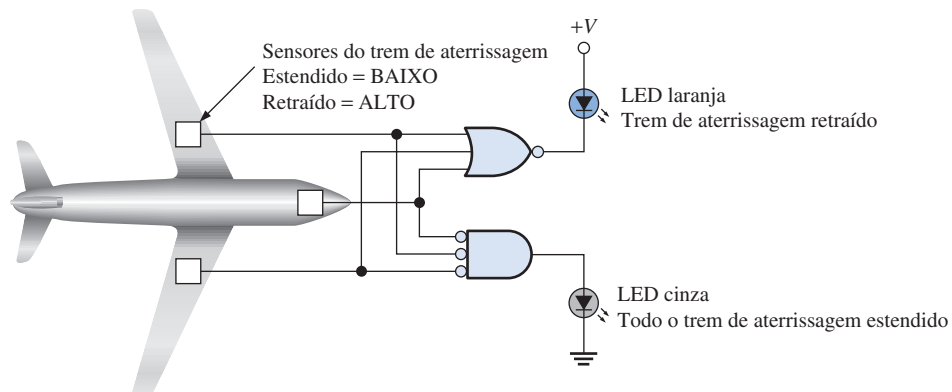 +V
Sensores do trem de aterrissagem
Estendido = BAIXO
Retraído = ALTO
LED laranja
Trem de aterrissagem retraído
LED cinza
Todo o trem de aterrissagem estendido